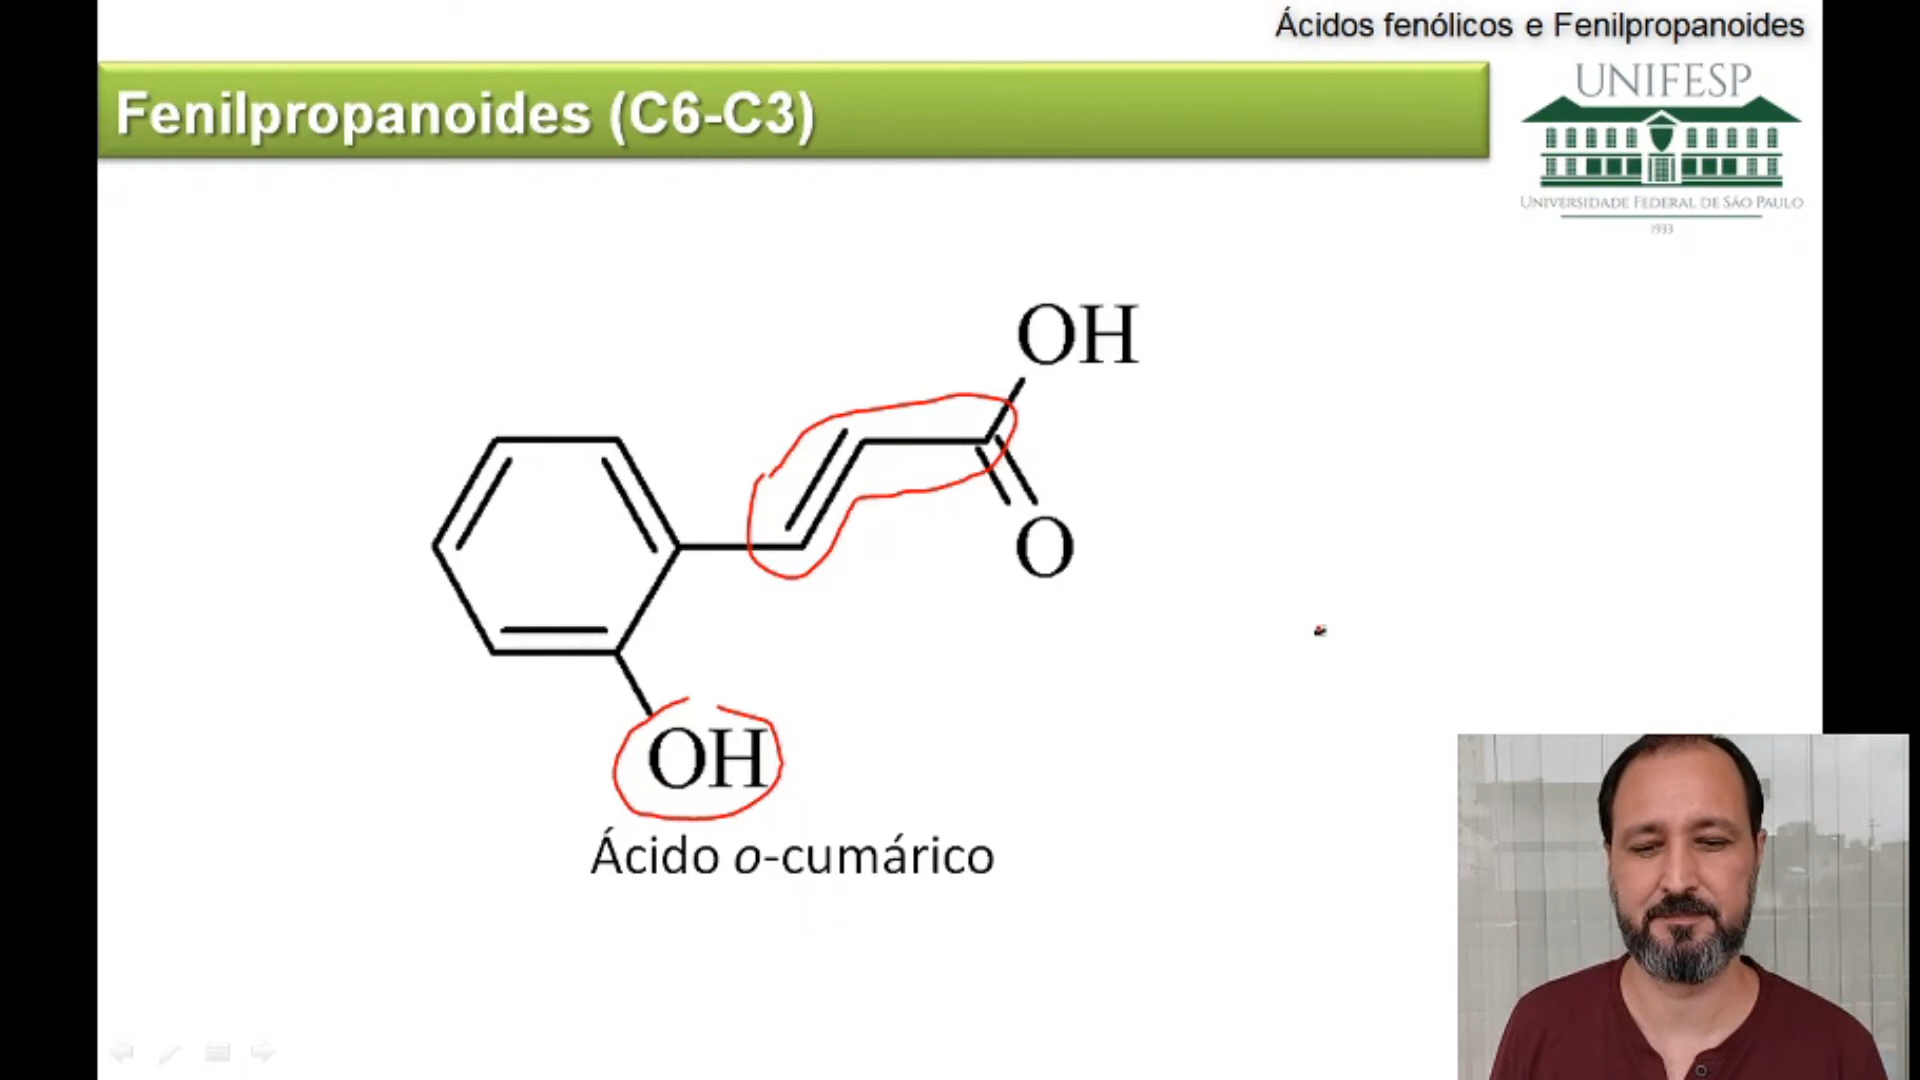 Ácidos fenólicos e Fenilpropanoides
Fenilpropanoides (C6-C3)
UNIFESP
UNIVERSIDADE FEDERAL DE SÃO PAULO
1933
OH
O
OH
Ácido o-cumárico